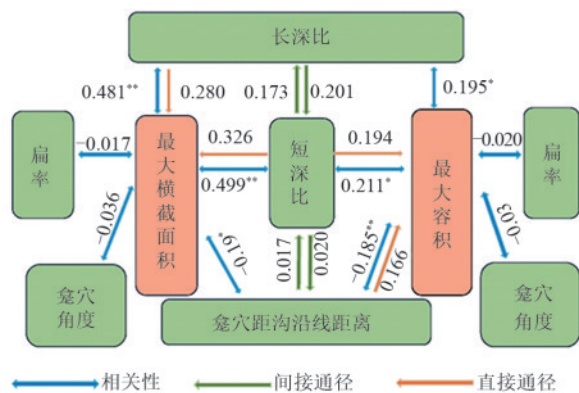 长深比
0.481**
0.280
0.173
0.201
0.195*
扁率
-0.017
最大横截面积
0.326
0.499**
短深比
0.194
0.211*
最大容积
-0.020
扁率
-0.036
-0.19*
0.017
0.020
-0.185**
0.166
-0.03
龛穴
角度
龛穴距沟沿线距离
龛穴
角度
相关性
间接通径
直接通径